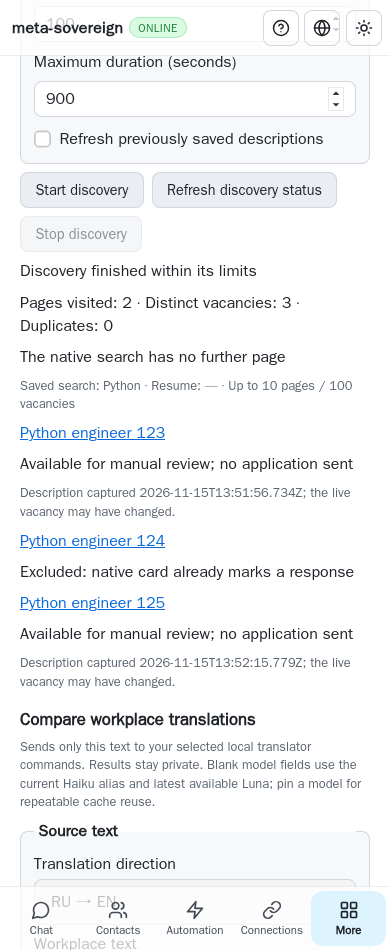 100
meta-sovereign ONLINE
Maximum duration (seconds)
900
Refresh previously saved descriptions
Start discovery Refresh discovery status
Stop discovery
Discovery finished within its limits
Pages visited: 2 · Distinct vacancies: 3 ·
Duplicates: 0
The native search has no further page
Saved search: Python · Resume: — · Up to 10 pages / 100
vacancies
Python engineer 123
Available for manual review; no application sent
Description captured 2026-11-15T13:51:56.734Z; the live
vacancy may have changed.
Python engineer 124
Excluded: native card already marks a response
Python engineer 125
Available for manual review; no application sent
Description captured 2026-11-15T13:52:15.779Z; the live
vacancy may have changed.
Compare workplace translations
Sends only this text to your selected local translator
commands. Results stay private. Blank model fields use the
current Haiku alias and latest available Luna; pin a model for
repeatable cache reuse.
Source text
Translation direction
RU → EN
Chat Contacts Automation Connections More
Workplace text